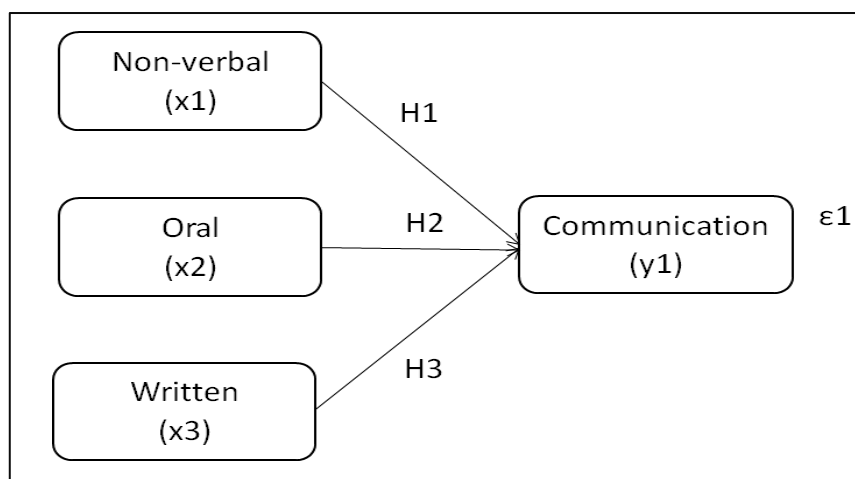 Non-verbal
(x1)
H1
Oral
(x2)
H2
Communication
(y1)
ε1
Written
(x3)
H3